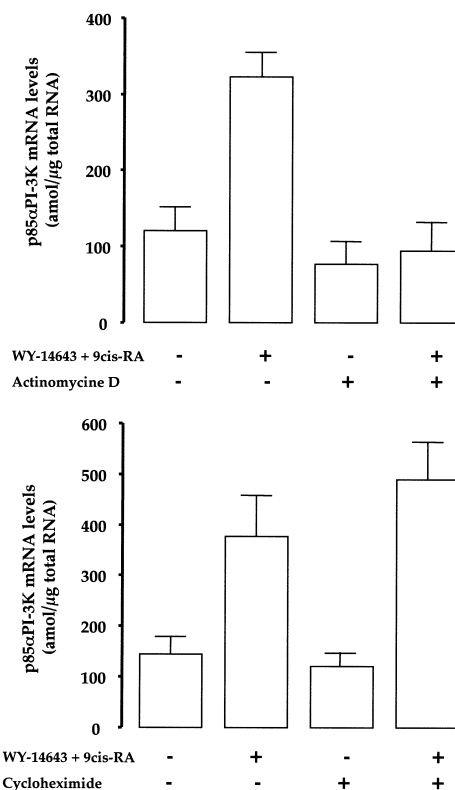 400
300
200
100
0
p85αPI-3K mRNA levels
(amol/µg total RNA)
WY-14643 + 9cis-RA - + - +
Actinomycine D - - + +
600
500
400
300
200
100
0
p85αPI-3K mRNA levels
(amol/µg total RNA)
WY-14643 + 9cis-RA - + - +
Cycloheximide - - + +